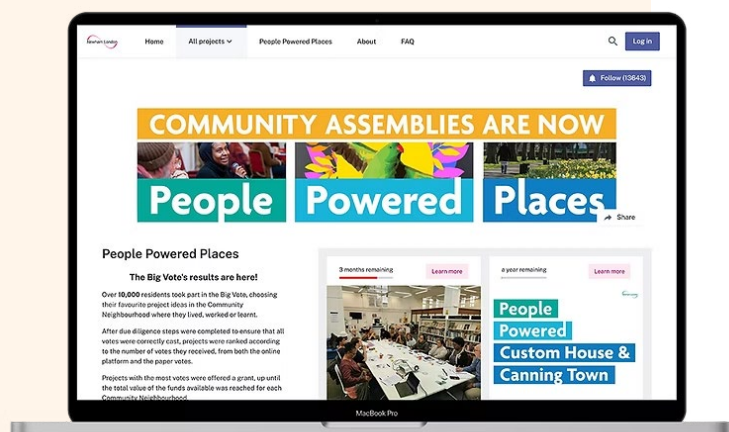 Newham London
Home
All projects
People Powered Places
About
FAQ
Log in
Follow (13643)
COMMUNITY ASSEMBLIES ARE NOW
People Powered Places
Share
People Powered Places
The Big Vote's results are here!
Over 10,000 residents took part in the Big Vote, choosing
their favourite project ideas in the Community
Neighbourhood where they lived, worked or learnt.
After due diligence steps were completed to ensure that all
votes were correctly cast, projects were ranked according
to the number of votes they received, from both the online
platform and the paper votes.
Projects with the most votes were offered a grant, up until
the total value of the funds available was reached for each
Community Neighbourhood.
3 months remaining
Learn more
a year remaining
Learn more
People
Powered
Custom House &
Canning Town
MacBook Pro